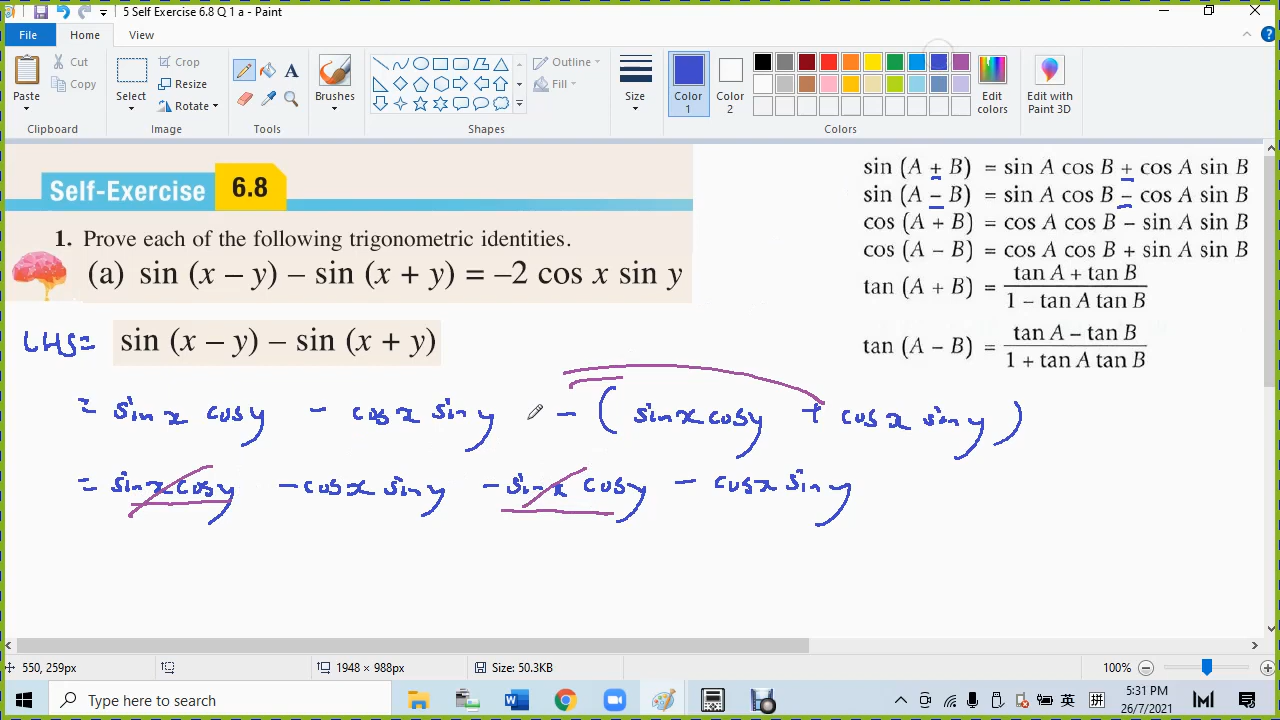 5 Self Exercise 6.8 Q 1 a - Paint
File Home View
Paste Cut Copy Clipboard
Select Crop Resize Rotate Image
Tools
Brushes
Outline Fill Shapes
Size
Color 1 Color 2 Edit colors Colors
Edit with Paint 3D
Self-Exercise 6.8
1. Prove each of the following trigonometric identities.
(a) sin (x – y) – sin (x + y) = –2 cos x sin y
sin (A + B) = sin A cos B + cos A sin B
sin (A – B) = sin A cos B – cos A sin B
cos (A + B) = cos A cos B – sin A sin B
cos (A – B) = cos A cos B + sin A sin B
tan (A + B) = tan A + tan B / 1 – tan A tan B
tan (A – B) = tan A – tan B / 1 + tan A tan B
LHS= sin (x – y) – sin (x + y)
= sin x cos y - cos x sin y - ( sin x cos y + cos x sin y )
= sin x cos y - cos x sin y - sin x cos y - cos x sin y
550, 259px 1948 × 988px Size: 50.3KB 100%
Type here to search
英 拼
5:31 PM
26/7/2021